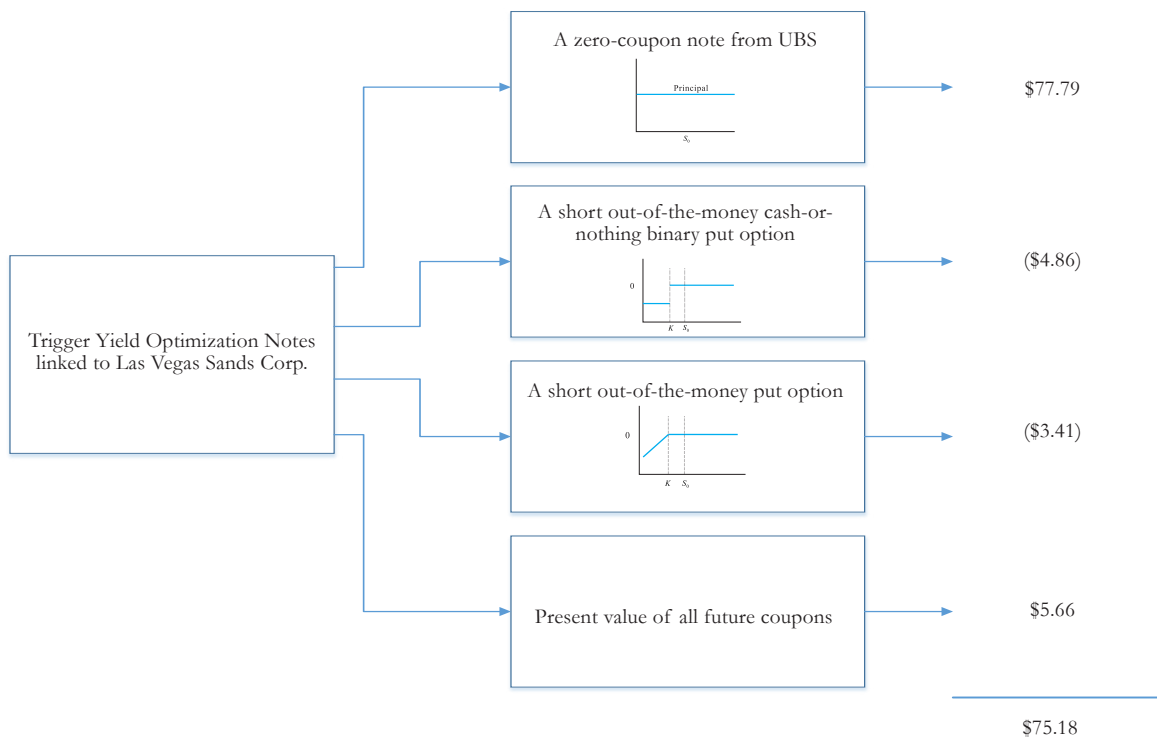 A zero-coupon note from UBS
Principal
S₀
$77.79
A short out-of-the-money cash-or-
nothing binary put option
0
K S₀
($4.86)
Trigger Yield Optimization Notes
linked to Las Vegas Sands Corp.
A short out-of-the-money put option
0
K S₀
($3.41)
Present value of all future coupons
$5.66
$75.18